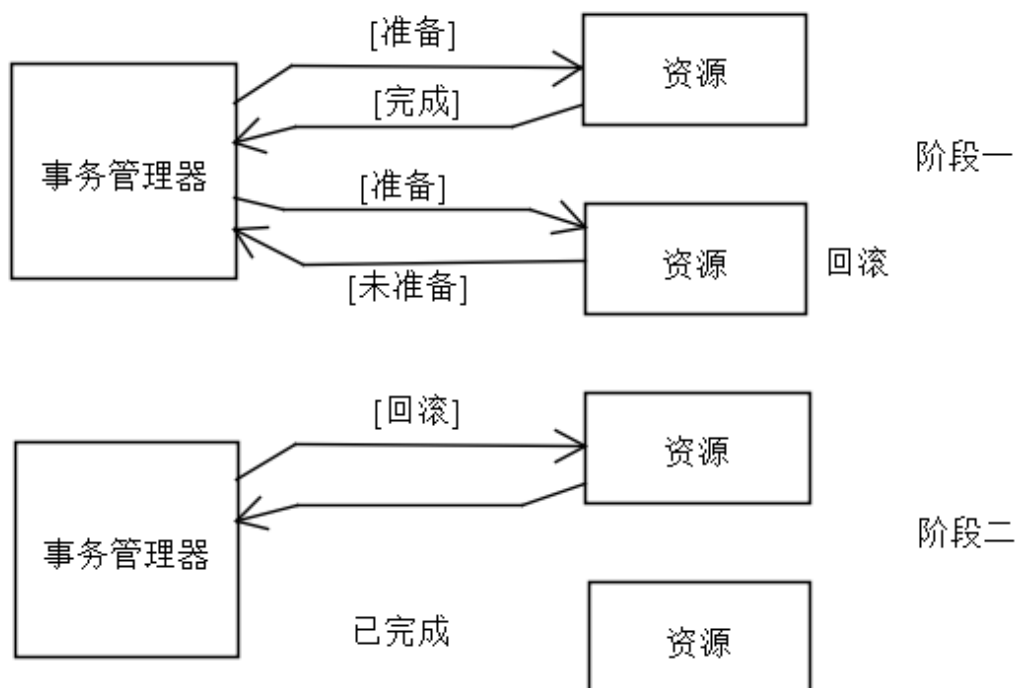 [准备]
资源
[完成]
事务管理器
阶段一
[准备]
资源
回滚
[未准备]
[回滚]
资源
事务管理器
阶段二
已完成
资源